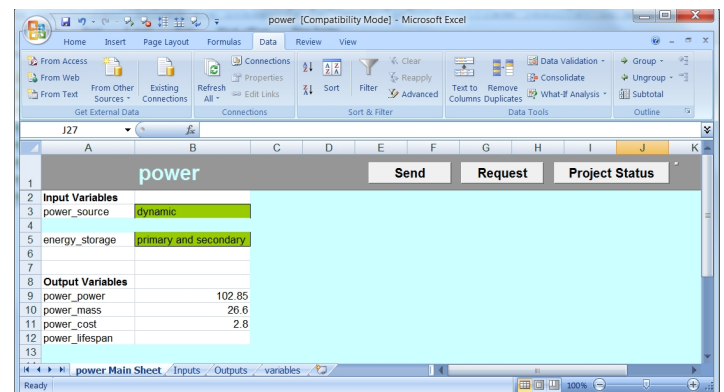 power [Compatibility Mode] - Microsoft Excel
Home Insert Page Layout Formulas Data Review View
From Access
From Web
From Text
From Other Sources
Existing Connections
Get External Data
Refresh All
Connections
Properties
Edit Links
Connections
Sort
Filter
Clear
Reapply
Advanced
Sort & Filter
Text to Columns
Remove Duplicates
Data Validation
Consolidate
What-If Analysis
Data Tools
Group
Ungroup
Subtotal
Outline
J27 fx
A B C D E F G H I J K
1 power Send Request Project Status
2 Input Variables
3 power_source dynamic
4
5 energy_storage primary and secondary
6
7
8 Output Variables
9 power_power 102.85
10 power_mass 26.6
11 power_cost 2.8
12 power_lifespan
13
power Main Sheet Inputs Outputs variables
Ready 100%